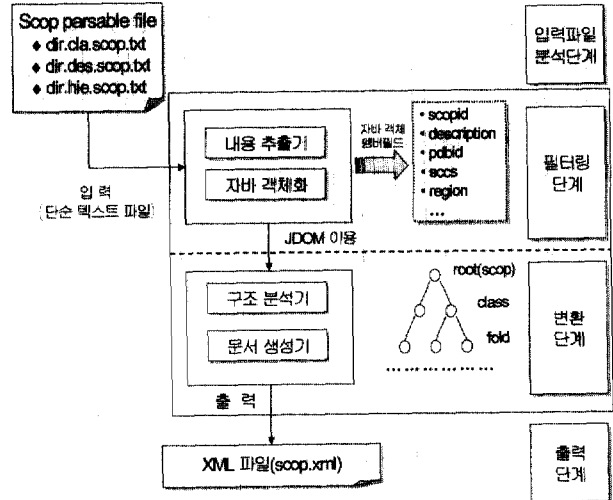 Scop parsable file
◆ dir.cla.scop.txt
◆ dir.des.scop.txt
◆ dir.hie.scop.txt
입력파일
분석단계
내용 추출기
자바 객체화
자바 객체
멤버필드
• scopid
• description
• pdbid
• sccs
• region
...
필터링
단계
입 력
(단순 텍스트 파일)
JDOM 이용
구조 분석기
문서 생성기
root(scop)
class
fold
... ... ... ... ... ...
변환
단계
출 력
XML 파일(scop.xml)
출력
단계